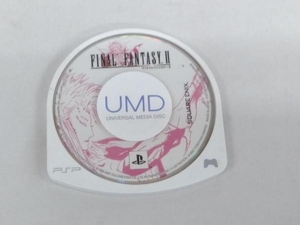 FINAL FANTASY II
UMD
UNIVERSAL MEDIA DISC
SQUARE ENIX
PSP